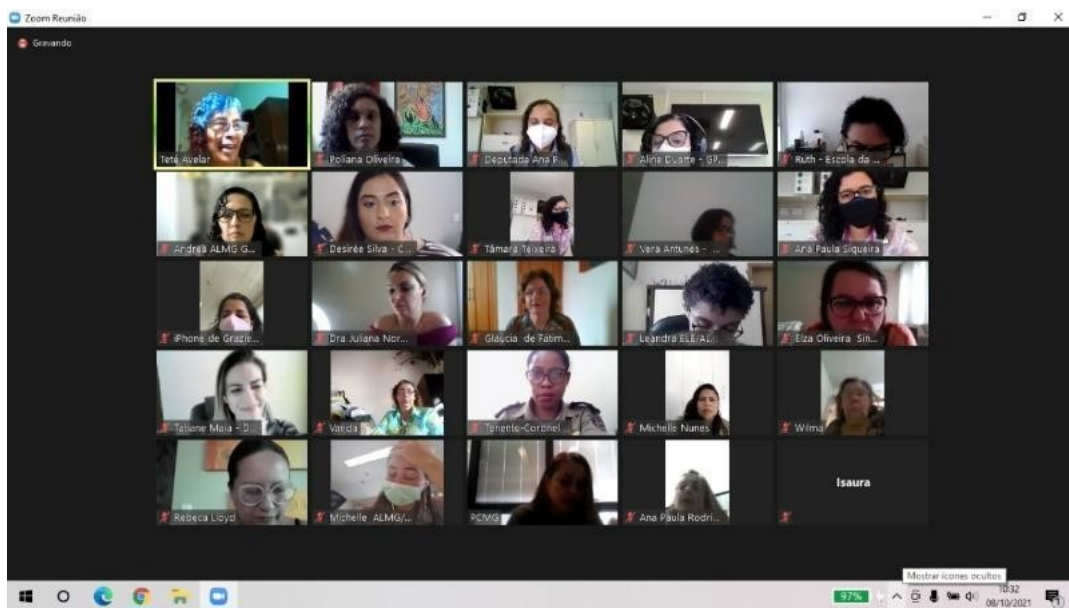 Zoom Reunião
Gravando
Teté Avelar
Poliana Oliveira
Deputada Ana P...
Aline Duarte - GP...
Ruth - Escola da ...
Andréa ALMG G...
Desirée Silva - C...
Tâmara Teixeira
Vera Antunes - ...
Ana Paula Siqueira
iPhone de Grazie...
Dra Juliana Nor...
Gláucia de Fátim...
Leandra ELE/AL...
Elza Oliveira Sin...
Tatiane Maia - D...
Vanda
Tenente-Coronel
Michelle Nunes
Wilma
Rebeca Lloyd
Michelle ALMG/...
PCMG
Ana Paula Rodri...
Isaura
Mostrar ícones ocultos
97%
10:32
08/10/2021